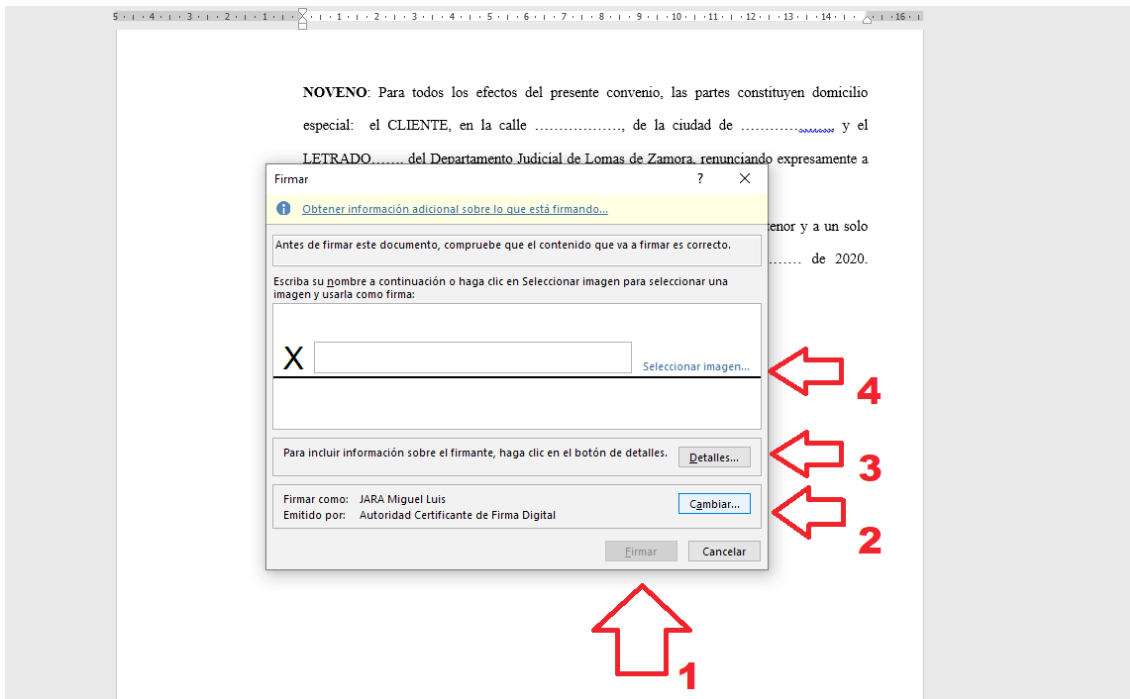 5 · 4 · 3 · 2 · 1 · 1 · 2 · 3 · 4 · 5 · 6 · 7 · 8 · 9 · 10 · 11 · 12 · 13 · 14 · 16
NOVENO: Para todos los efectos del presente convenio, las partes constituyen domicilio
especial: el CLIENTE, en la calle ………………, de la ciudad de ………………. y el
LETRADO……. del Departamento Judicial de Lomas de Zamora, renunciando expresamente a
Firmar ? X
Obtener información adicional sobre lo que está firmando...
tenor y a un solo
Antes de firmar este documento, compruebe que el contenido que va a firmar es correcto.
…… de 2020.
Escriba su nombre a continuación o haga clic en Seleccionar imagen para seleccionar una
imagen y usarla como firma:
X
Seleccionar imagen...
4
Para incluir información sobre el firmante, haga clic en el botón de detalles. Detalles...
3
Firmar como: JARA Miguel Luis Cambiar...
Emitido por: Autoridad Certificante de Firma Digital
2
Firmar Cancelar
1